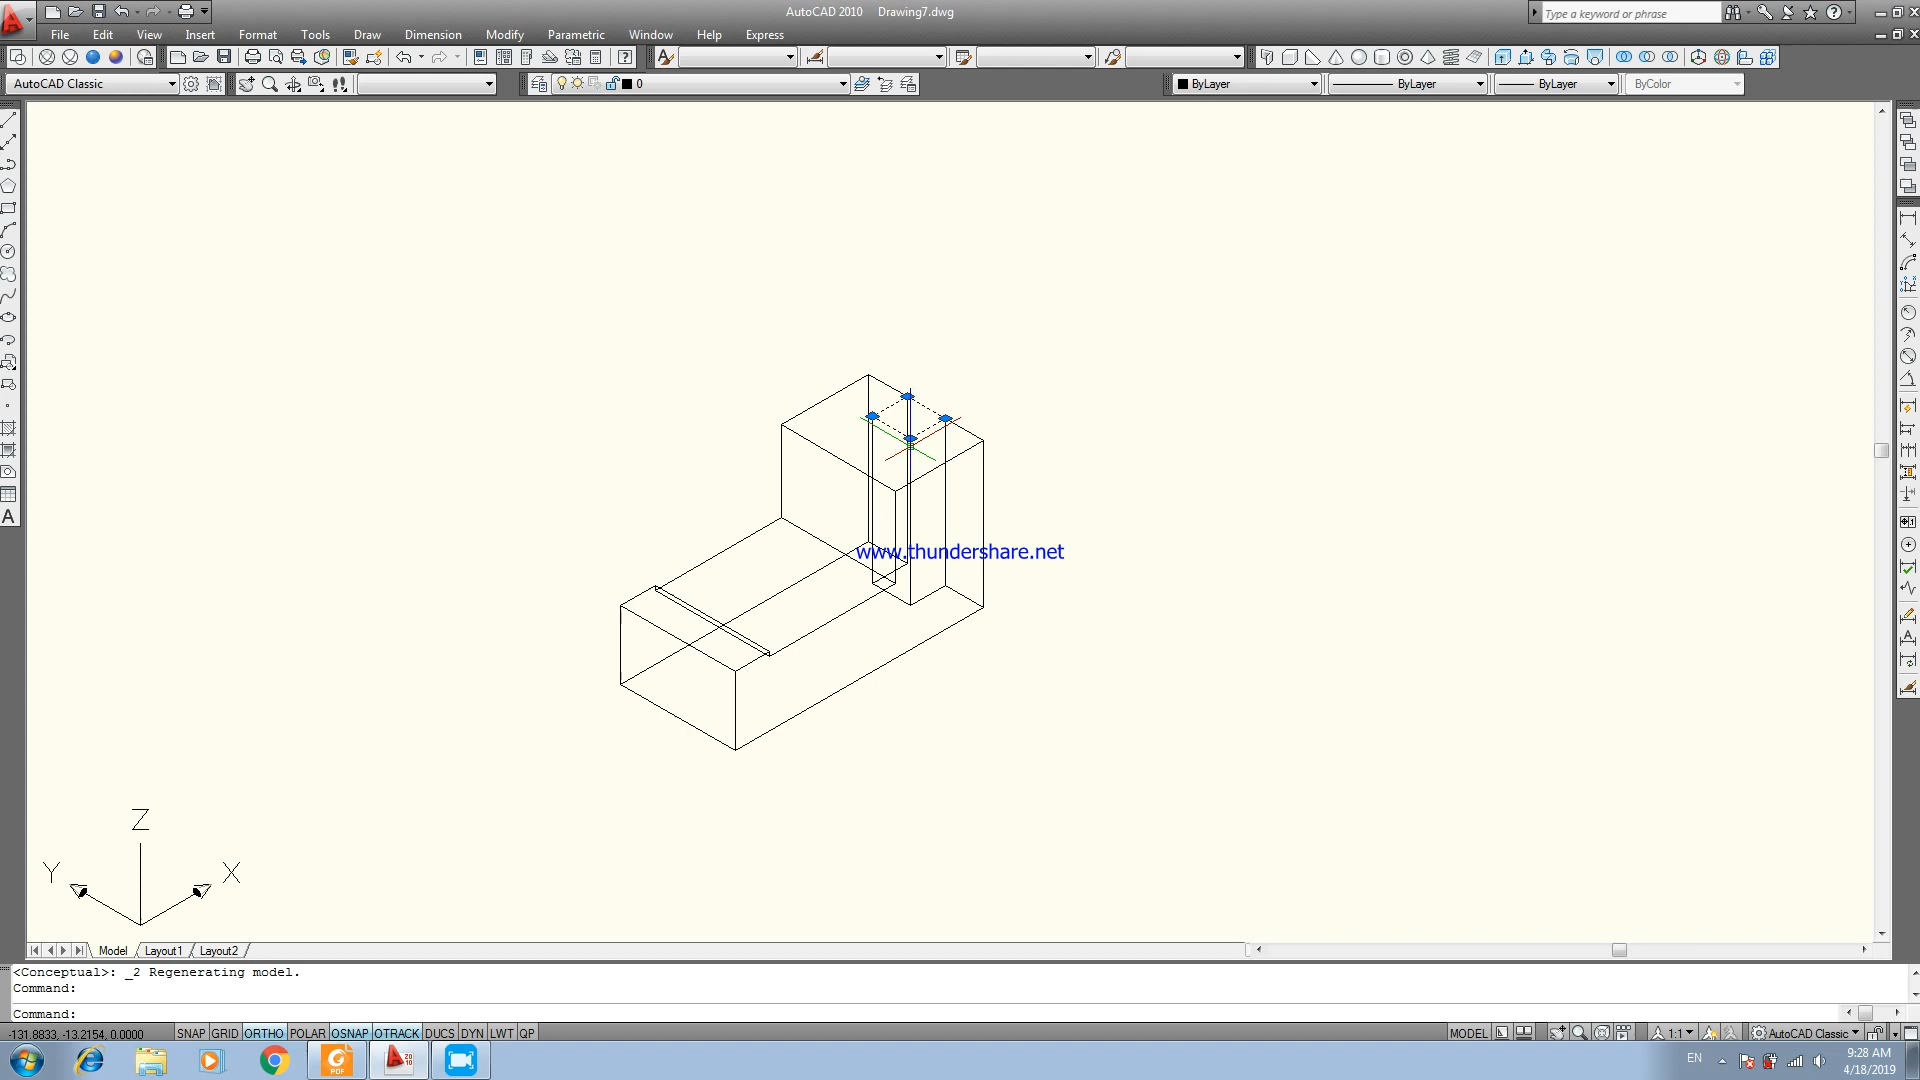 AutoCAD 2010 Drawing7.dwg
Type a keyword or phrase
File Edit View Insert Format Tools Draw Dimension Modify Parametric Window Help Express
AutoCAD Classic
0
ByLayer
ByLayer
ByLayer
ByColor
A
www.thundershare.net
Z
Y
X
Model Layout1 Layout2
<Conceptual>: _2 Regenerating model.
Command:
Command:
-131.8833, -13.2154, 0.0000
SNAP GRID ORTHO POLAR OSNAP OTRACK DUCS DYN LWT QP
MODEL
1:1
AutoCAD Classic
PDF
EN
9:28 AM
4/18/2019